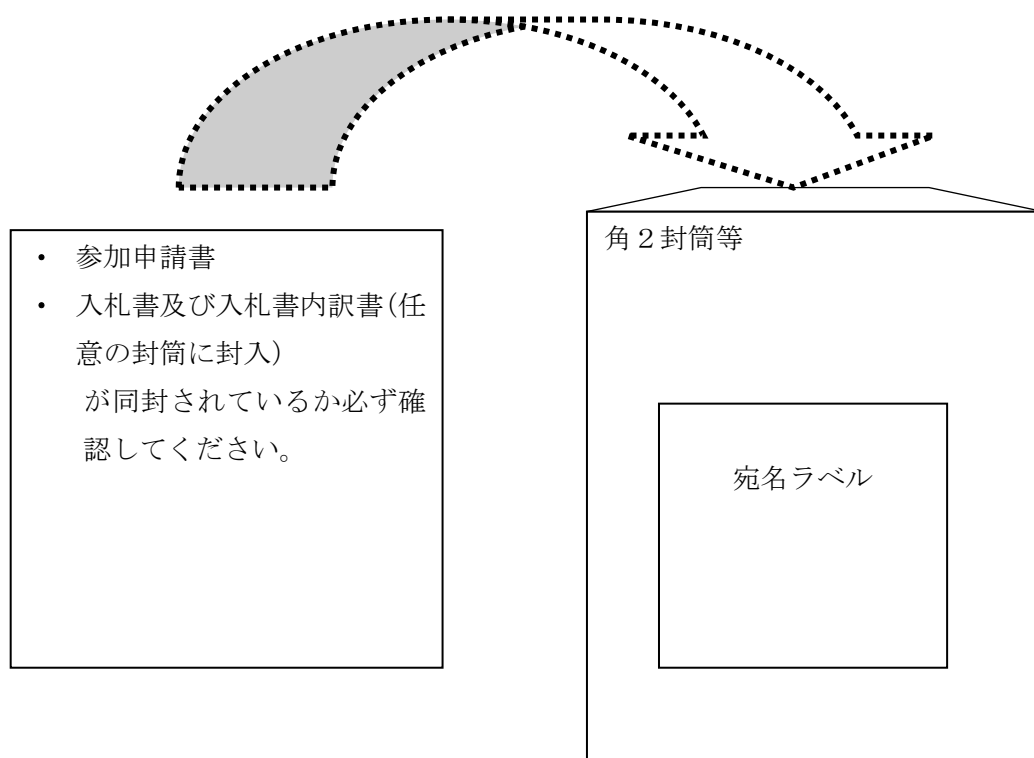 ・ 参加申請書
・ 入札書及び入札書内訳書(任
意の封筒に封入)
が同封されているか必ず確
認してください。
角２封筒等
宛名ラベル